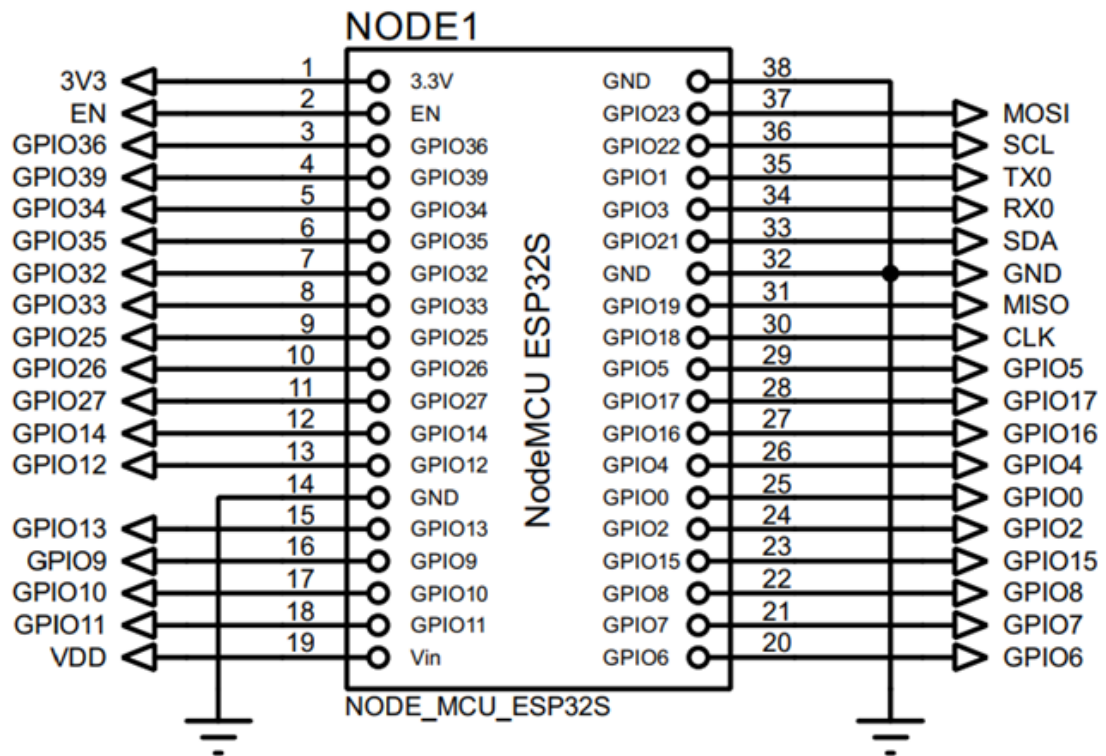 NODE1
3V3 1 3.3V GND 38
EN 2 EN GPIO23 37 MOSI
GPIO36 3 GPIO36 GPIO22 36 SCL
GPIO39 4 GPIO39 GPIO1 35 TX0
GPIO34 5 GPIO34 GPIO3 34 RX0
GPIO35 6 GPIO35 GPIO21 33 SDA
GPIO32 7 GPIO32 GND 32 GND
GPIO33 8 GPIO33 GPIO19 31 MISO
GPIO25 9 GPIO25 GPIO18 30 CLK
GPIO26 10 GPIO26 GPIO5 29 GPIO5
GPIO27 11 GPIO27 GPIO17 28 GPIO17
GPIO14 12 GPIO14 GPIO16 27 GPIO16
GPIO12 13 GPIO12 GPIO4 26 GPIO4
14 GND GPIO0 25 GPIO0
GPIO13 15 GPIO13 GPIO2 24 GPIO2
GPIO9 16 GPIO9 GPIO15 23 GPIO15
GPIO10 17 GPIO10 GPIO8 22 GPIO8
GPIO11 18 GPIO11 GPIO7 21 GPIO7
VDD 19 Vin GPIO6 20 GPIO6
NodeMCU ESP32S
NODE_MCU_ESP32S